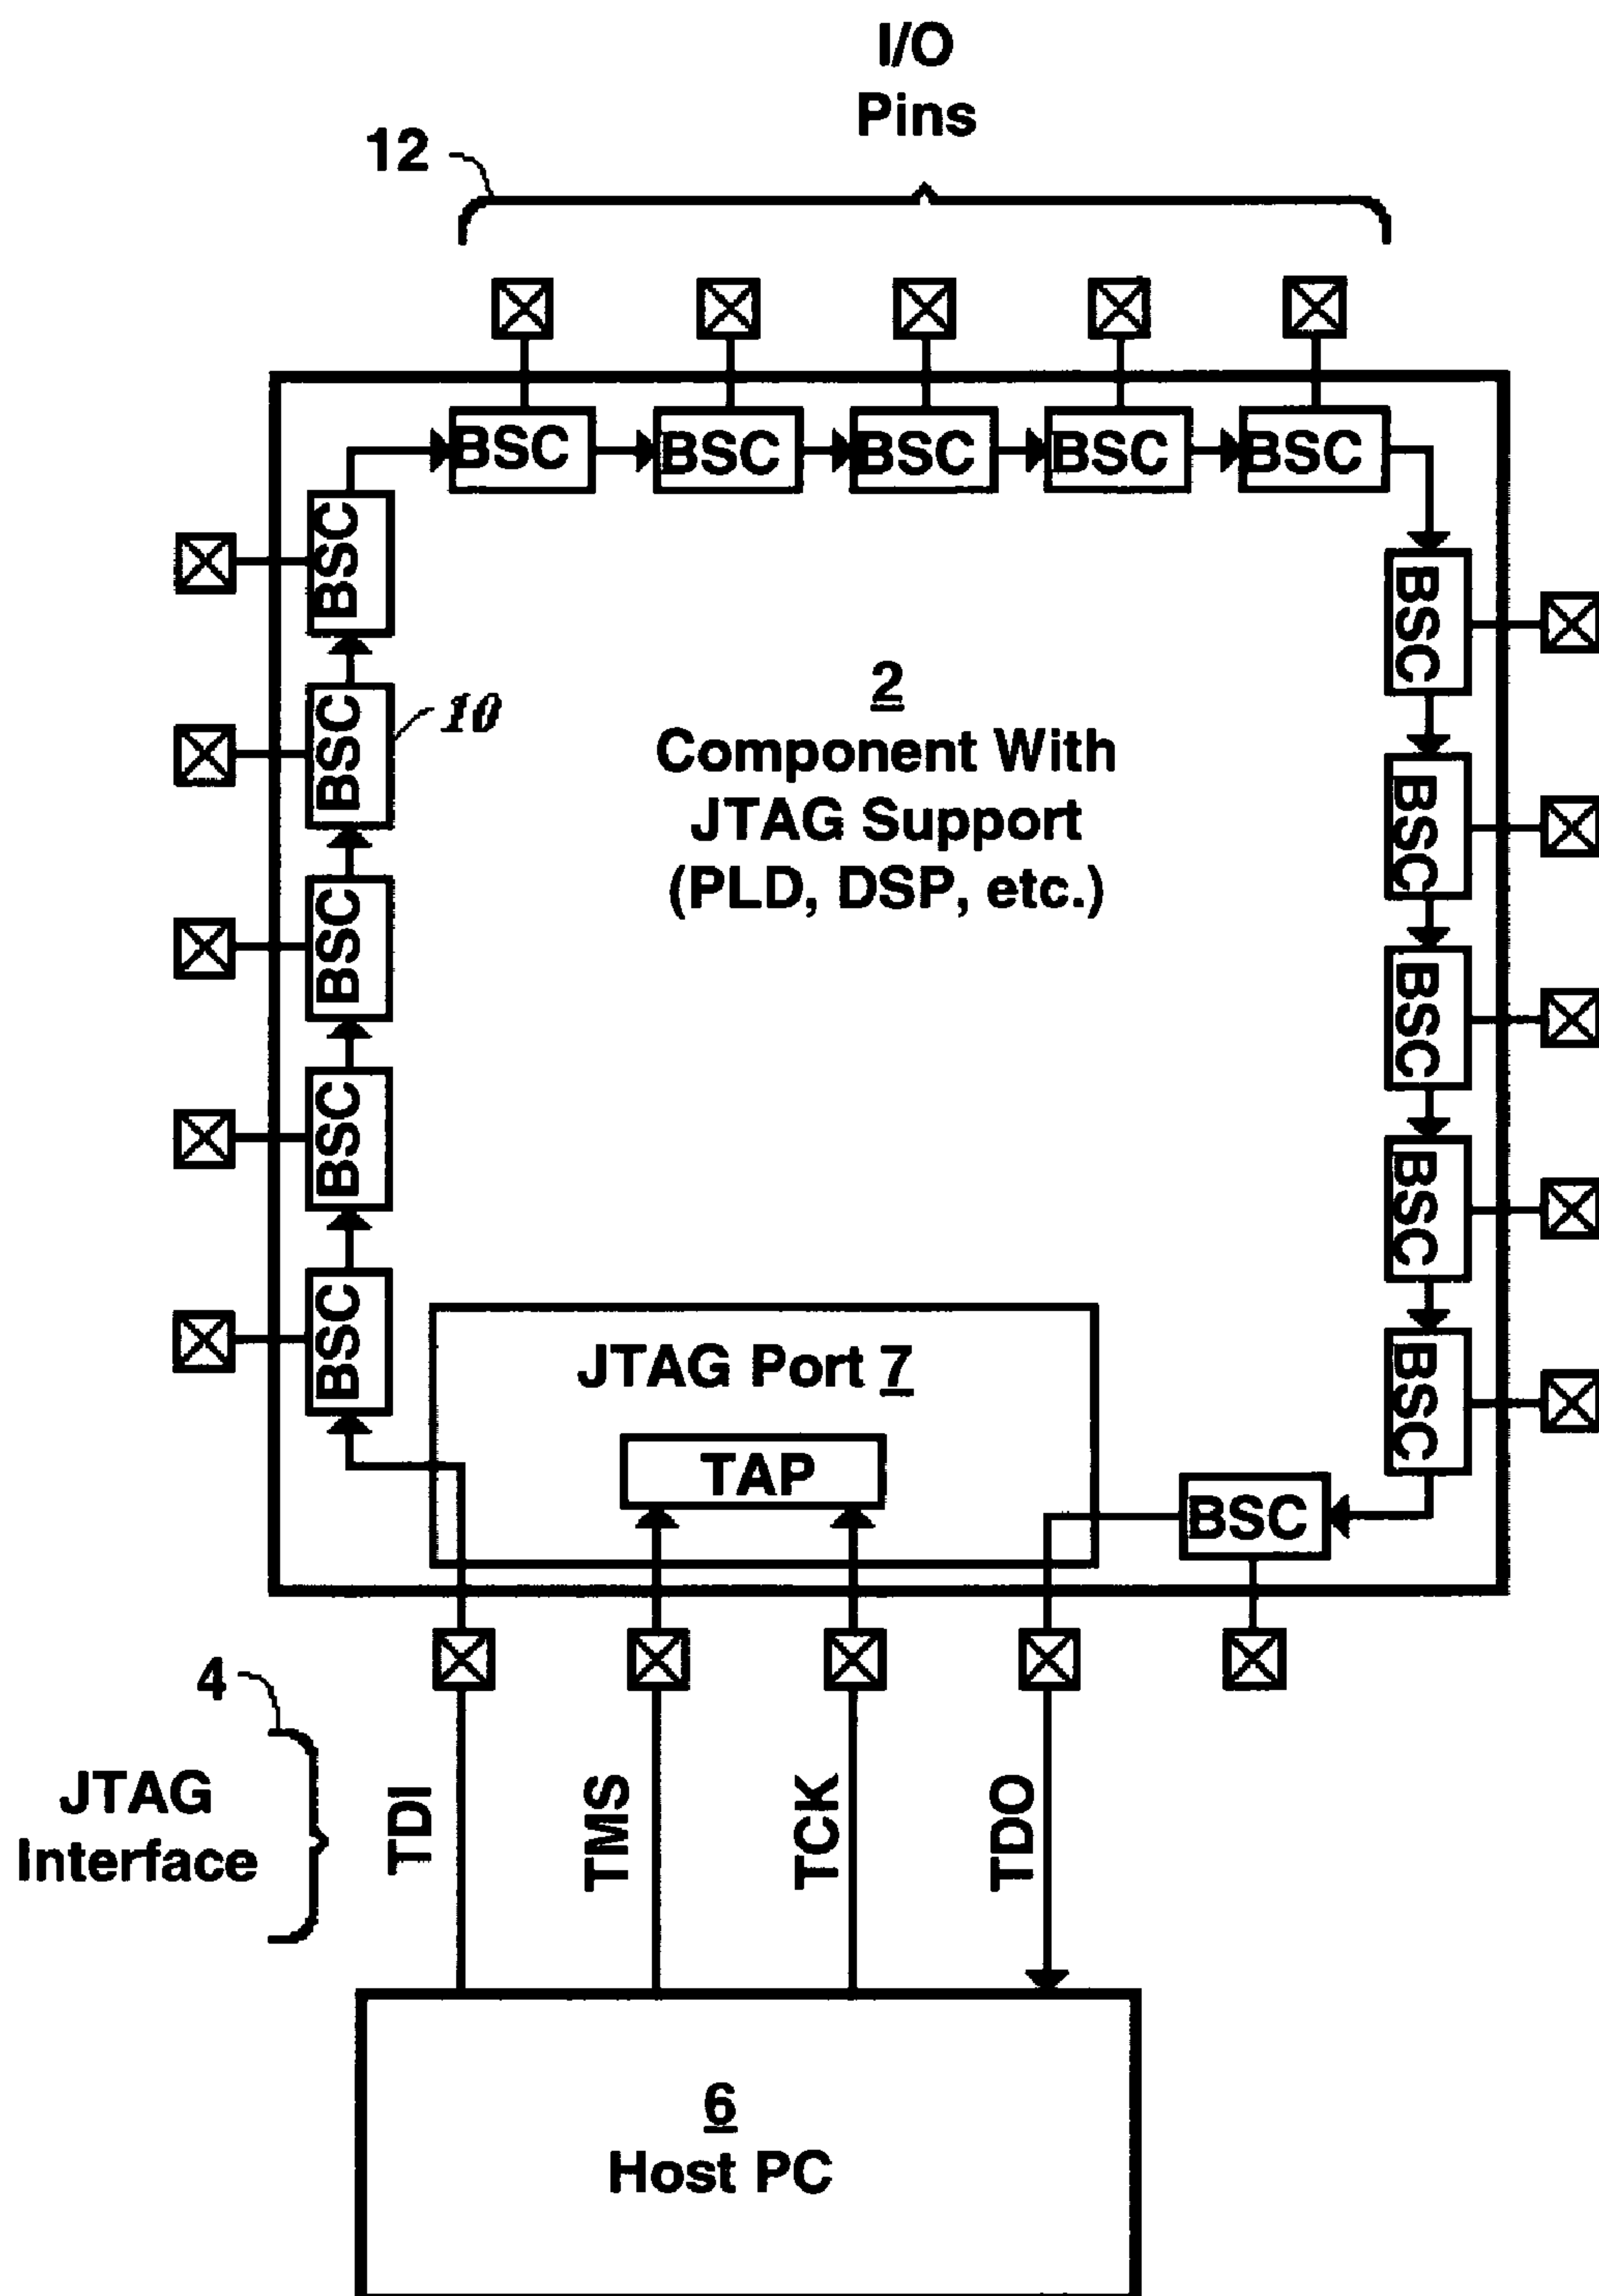 I/O
Pins
12
BSC
BSC
BSC
BSC
BSC
BSC
BSC
BSC
BSC
BSC
10
BSC
BSC
BSC
BSC
BSC
2
Component With
JTAG Support
(PLD, DSP, etc.)
JTAG Port 7
TAP
BSC
4
JTAG
Interface
TDI
TMS
TCK
TDO
6
Host PC